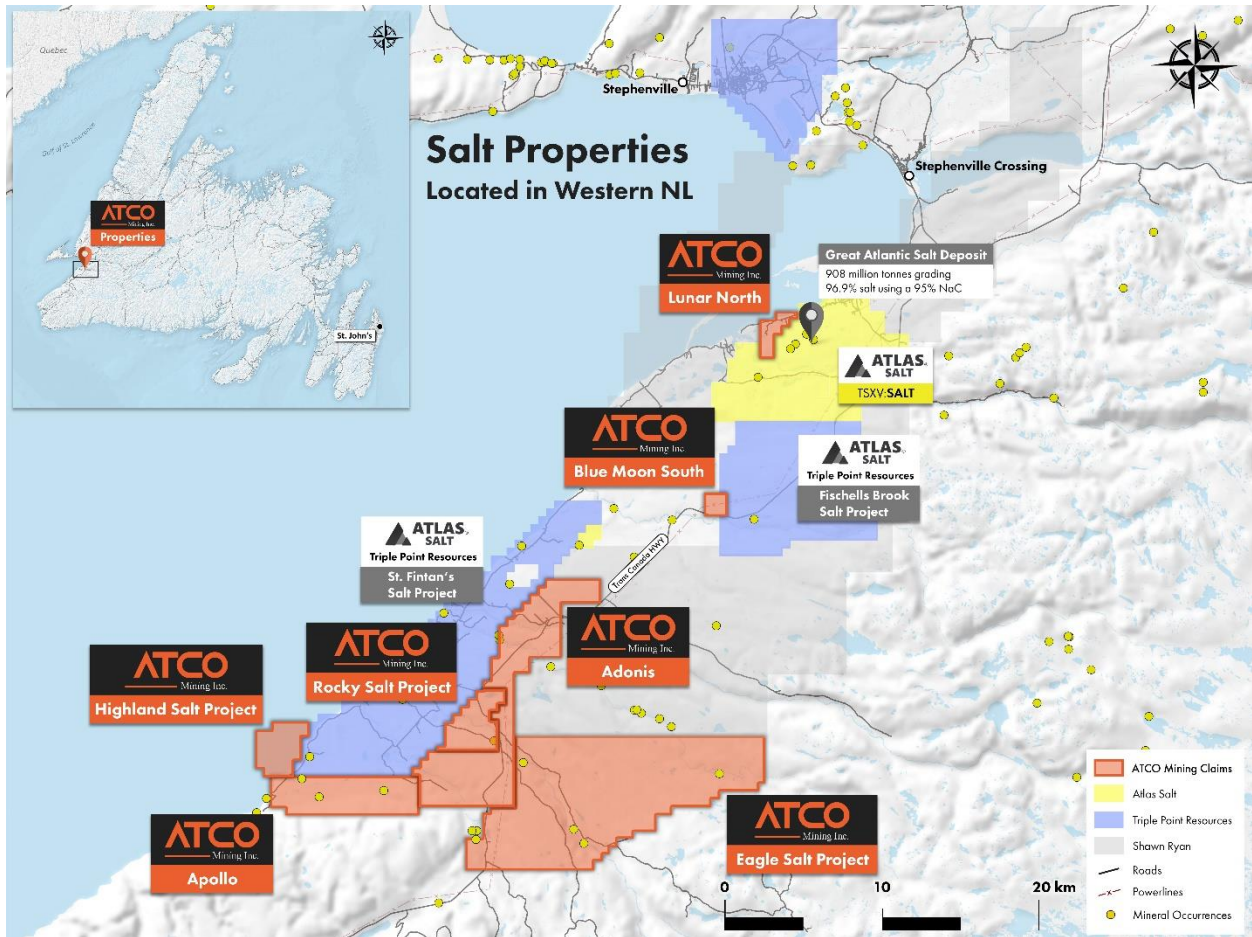 Quebec
Gulf of St. Lawrence
ATCO
Mining Inc.
Properties
St. John's
Salt Properties
Located in Western NL
Stephenville
Stephenville Crossing
ATCO
Mining Inc.
Lunar North
Great Atlantic Salt Deposit
908 million tonnes grading
96.9% salt using a 95% NaC
ATLAS
SALT
TSXV:SALT
ATCO
Mining Inc.
Blue Moon South
ATLAS
SALT
Triple Point Resources
Fischells Brook
Salt Project
ATLAS
SALT
Triple Point Resources
St. Fintan's
Salt Project
Trans Canada HWY
ATCO
Mining Inc.
Adonis
ATCO
Mining Inc.
Rocky Salt Project
ATCO
Mining Inc.
Highland Salt Project
ATCO
Mining Inc.
Apollo
ATCO
Mining Inc.
Eagle Salt Project
0 10 20 km
ATCO Mining Claims
Atlas Salt
Triple Point Resources
Shawn Ryan
Roads
Powerlines
Mineral Occurrences